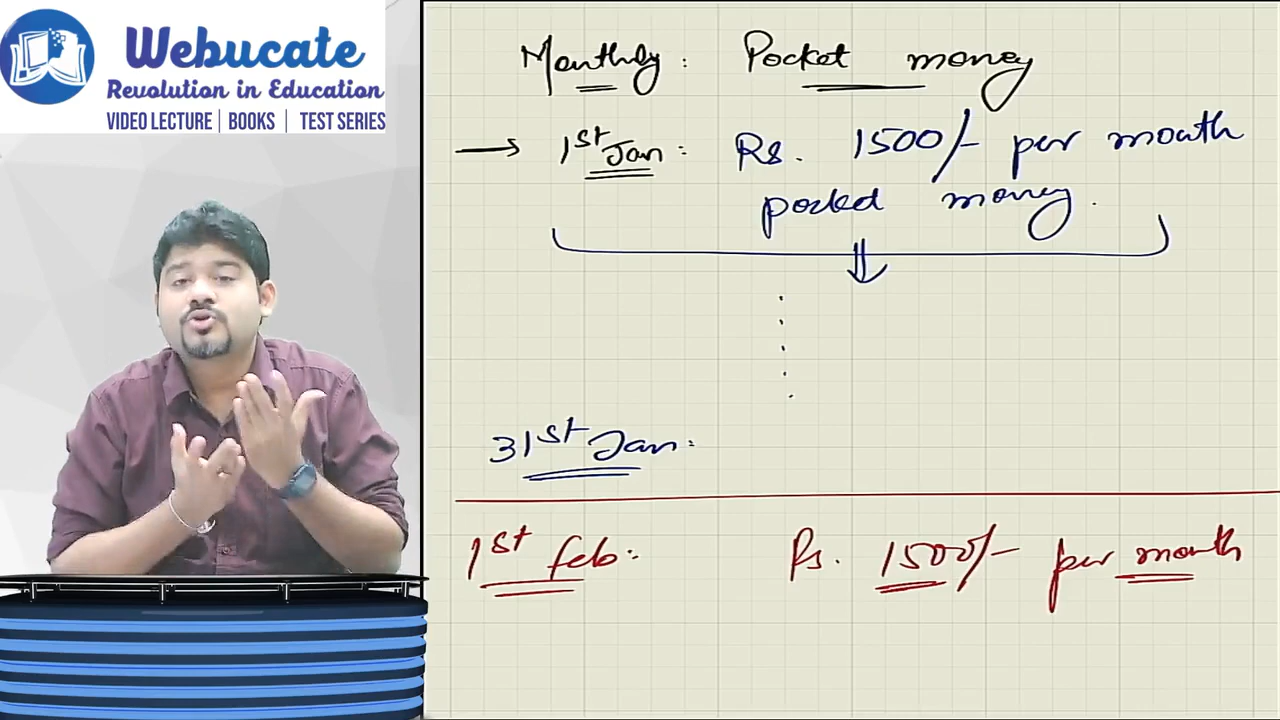 Webucate
Revolution in Education
VIDEO LECTURE | BOOKS | TEST SERIES
Monthly: Pocket money
→ 1st Jan: Rs. 1500/- per month
pocked money.
31st Jan:
1st feb: Rs. 1500/- per month